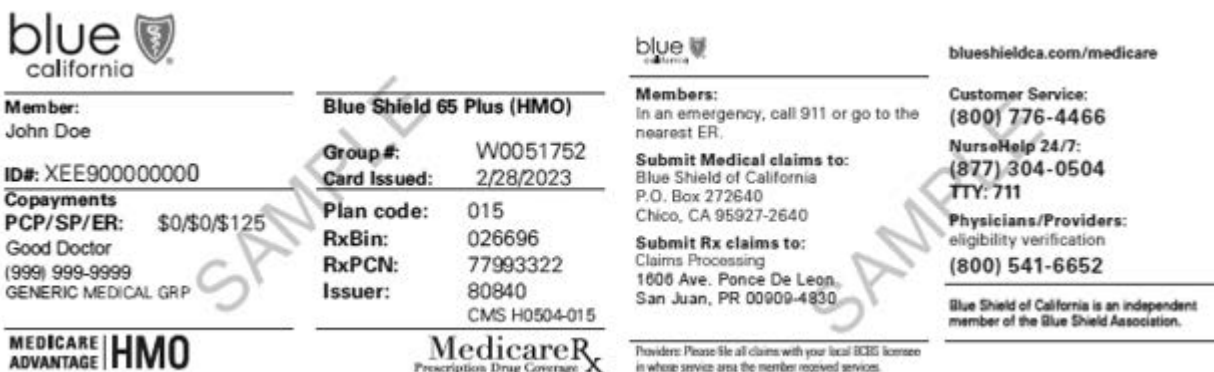 blue
california
Member:
John Doe
ID#: XEE900000000
Copayments
PCP/SP/ER: $0/$0/$125
Good Doctor
(999) 999-9999
GENERIC MEDICAL GRP
MEDICARE
ADVANTAGE HMO
Blue Shield 65 Plus (HMO)
Group#: W0051752
Card Issued: 2/28/2023
Plan code: 015
RxBin: 026696
RxPCN: 77993322
Issuer: 80840
CMS H0504-015
MedicareRx
Prescription Drug Coverage
SAMPLE
blue
california
Members:
In an emergency, call 911 or go to the
nearest ER.
Submit Medical claims to:
Blue Shield of California
P.O. Box 272640
Chico, CA 95927-2640
Submit Rx claims to:
Claims Processing
1606 Ave. Ponce De Leon
San Juan, PR 00909-4830
Providers: Please file all claims with your local BCBS licensee
in whose service area the member received services.
blueshieldca.com/medicare
Customer Service:
(800) 776-4466
NurseHelp 24/7:
(877) 304-0504
TTY: 711
Physicians/Providers:
eligibility verification
(800) 541-6652
Blue Shield of California is an independent
member of the Blue Shield Association.
SAMPLE